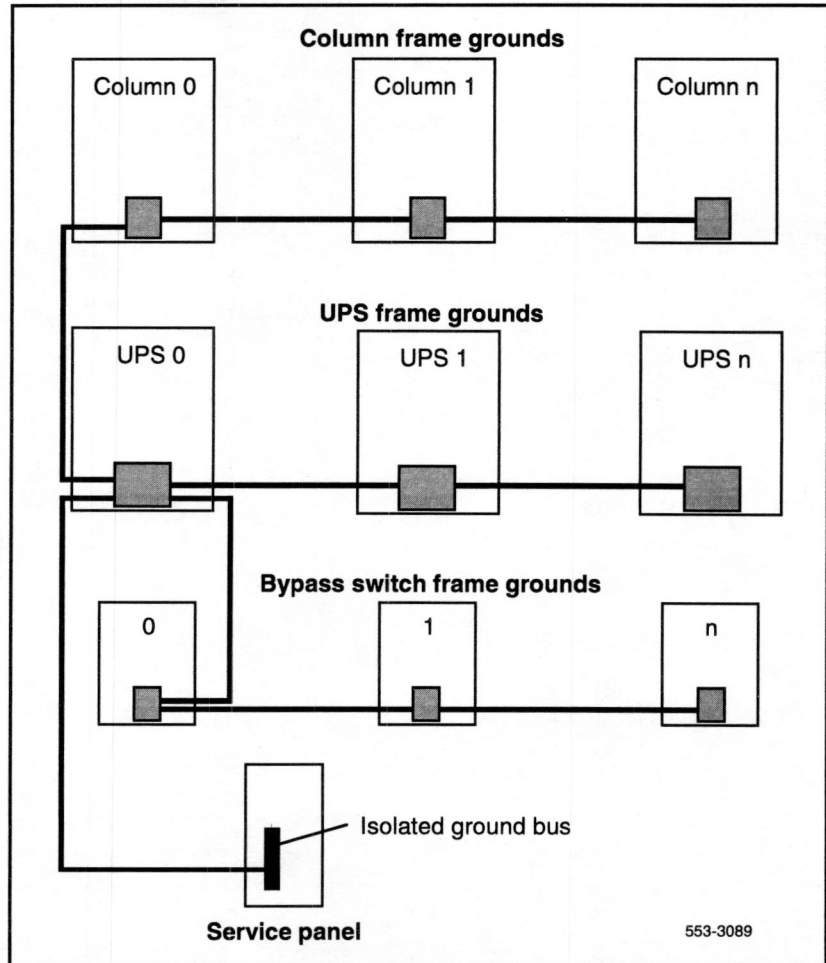 Column frame grounds
Column 0
Column 1
Column n
UPS frame grounds
UPS 0
UPS 1
UPS n
Bypass switch frame grounds
0
1
n
Isolated ground bus
Service panel
553-3089